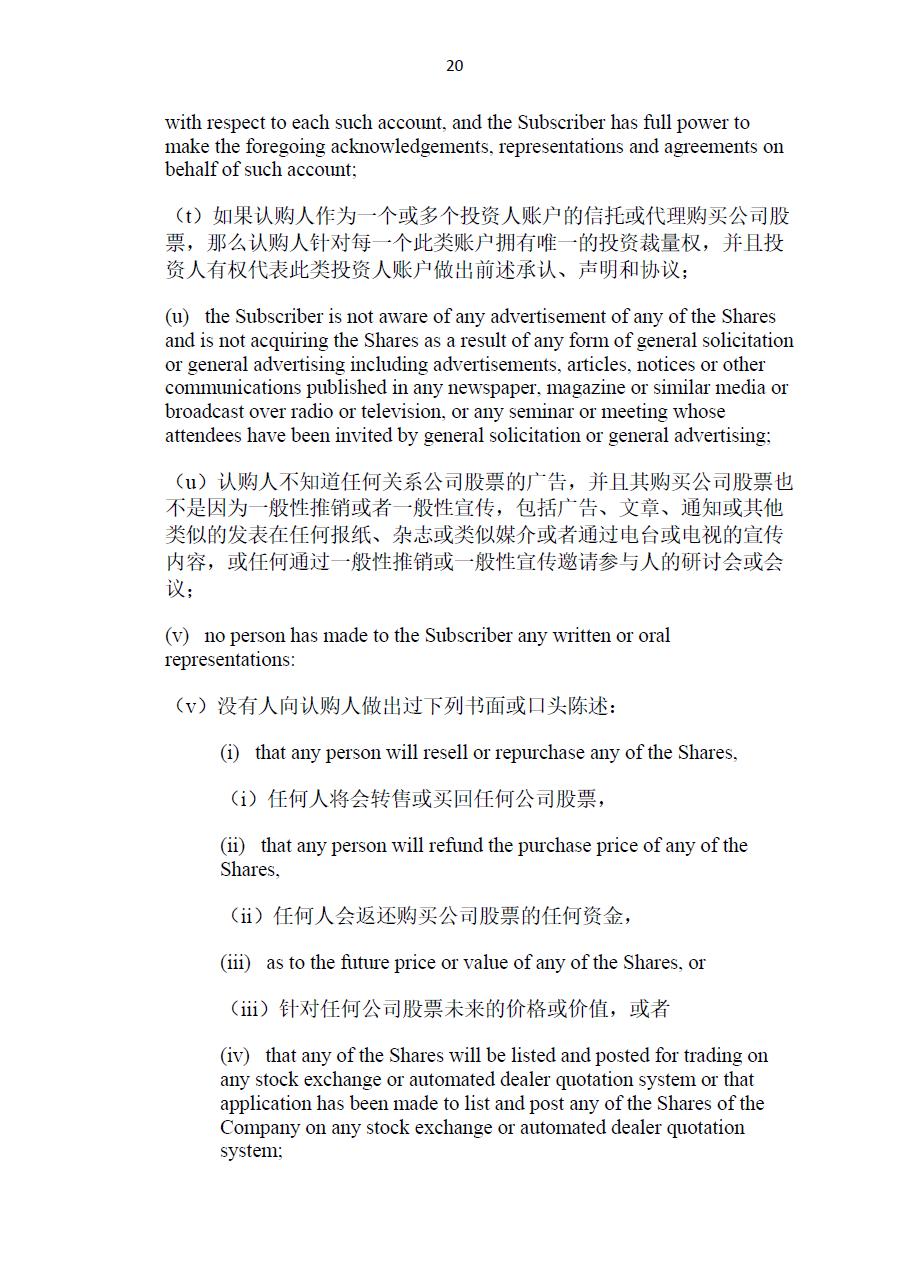 20
with respect to each such account, and the Subscriber has full power to
make the foregoing acknowledgements, representations and agreements on
behalf of such account;
（t）如果认购人作为一个或多个投资人账户的信托或代理购买公司股
票，那么认购人针对每一个此类账户拥有唯一的投资裁量权，并且投
资人有权代表此类投资人账户做出前述承认、声明和协议；
(u) the Subscriber is not aware of any advertisement of any of the Shares
and is not acquiring the Shares as a result of any form of general solicitation
or general advertising including advertisements, articles, notices or other
communications published in any newspaper, magazine or similar media or
broadcast over radio or television, or any seminar or meeting whose
attendees have been invited by general solicitation or general advertising;
（u）认购人不知道任何关系公司股票的广告，并且其购买公司股票也
不是因为一般性推销或者一般性宣传，包括广告、文章、通知或其他
类似的发表在任何报纸、杂志或类似媒介或者通过电台或电视的宣传
内容，或任何通过一般性推销或一般性宣传邀请参与人的研讨会或会
议；
(v) no person has made to the Subscriber any written or oral
representations:
（v）没有人向认购人做出过下列书面或口头陈述：
(i) that any person will resell or repurchase any of the Shares,
（i）任何人将会转售或买回任何公司股票，
(ii) that any person will refund the purchase price of any of the
Shares,
（ii）任何人会返还购买公司股票的任何资金，
(iii) as to the future price or value of any of the Shares, or
（iii）针对任何公司股票未来的价格或价值，或者
(iv) that any of the Shares will be listed and posted for trading on
any stock exchange or automated dealer quotation system or that
application has been made to list and post any of the Shares of the
Company on any stock exchange or automated dealer quotation
system;